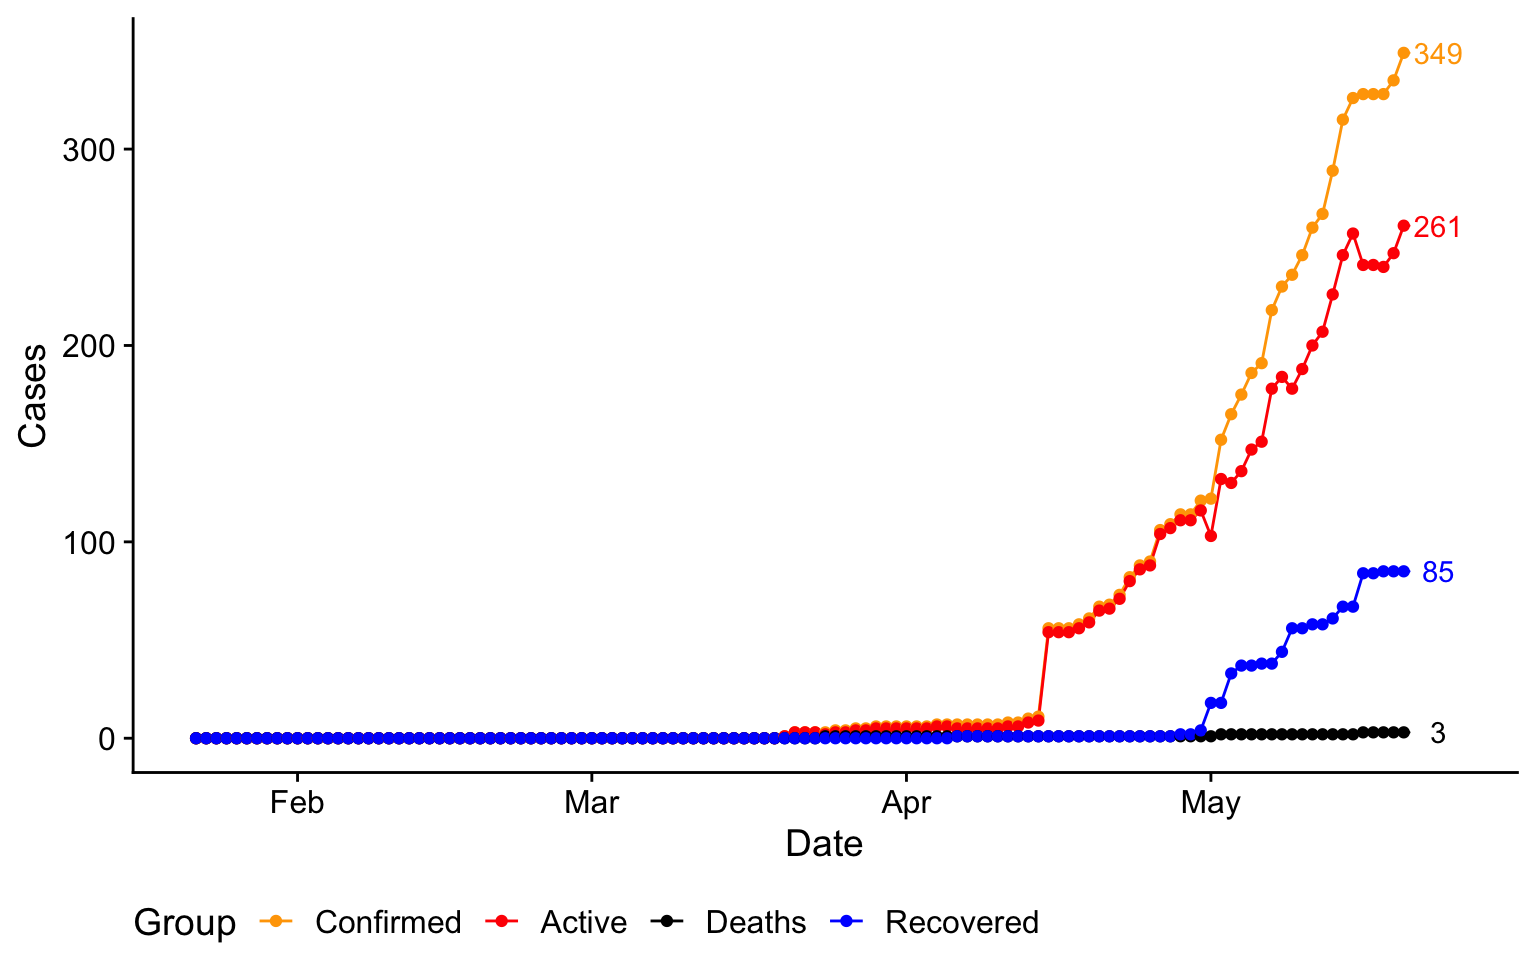 349
300
261
200
Cases
100
85
3
0
Feb Mar Apr May
Date
Group Confirmed Active Deaths Recovered